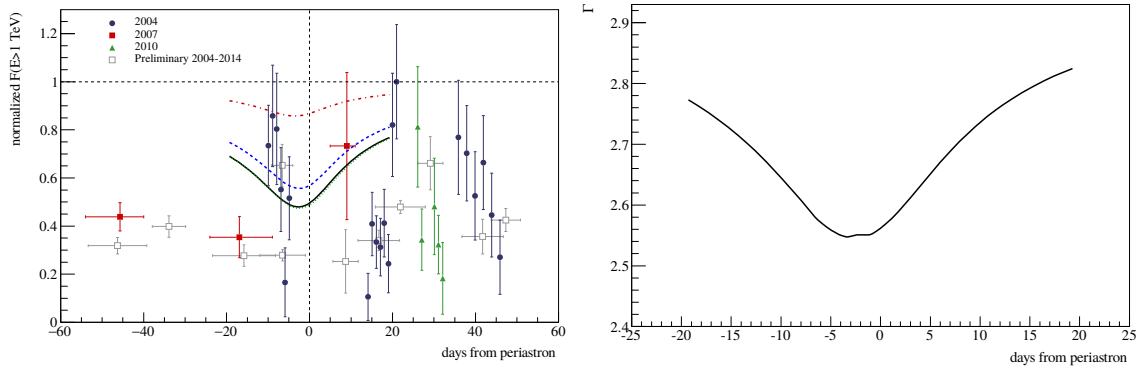 normalized F(E>1 TeV)
2004
2007
2010
Preliminary 2004-2014
1.2
1
0.8
0.6
0.4
0.2
0
−60 −40 −20 0 20 40 60
days from periastron
Γ
2.9
2.8
2.7
2.6
2.5
2.4
-25 -20 -15 -10 -5 0 5 10 15 20 25
days from periastron